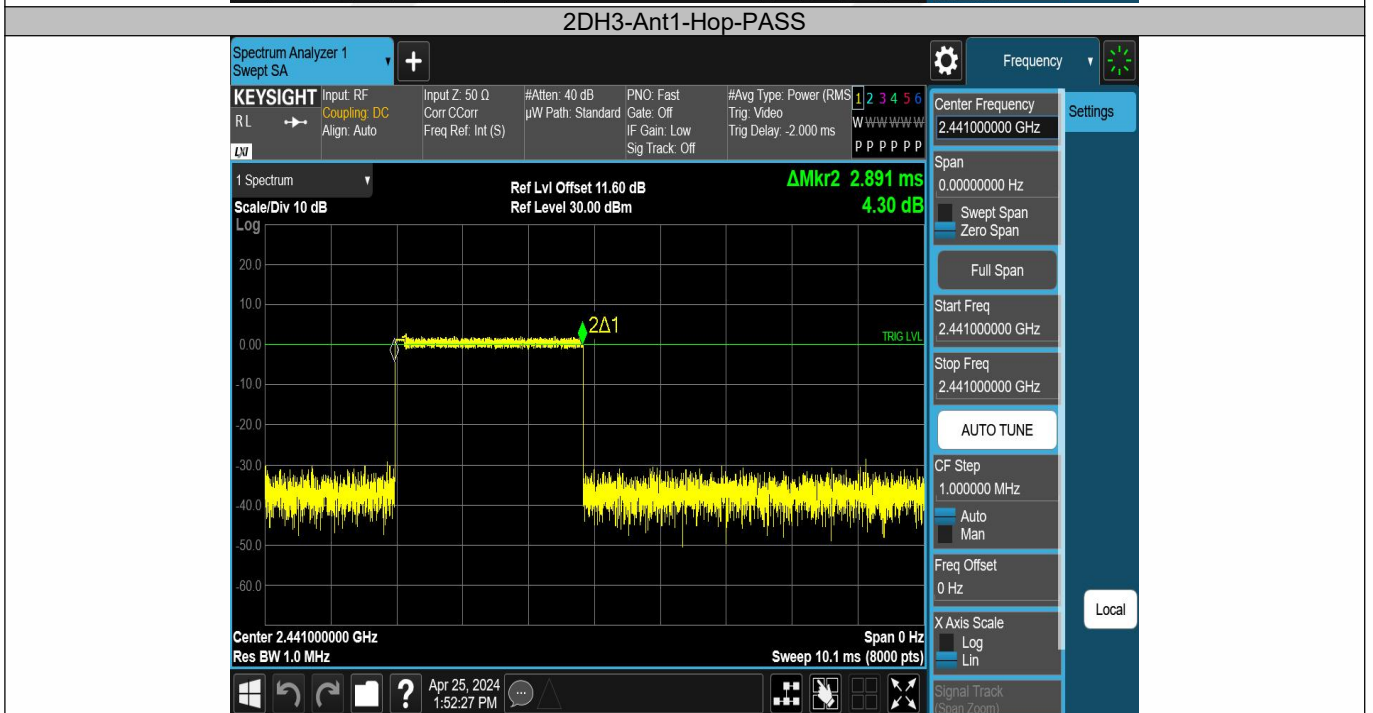 2DH3-Ant1-Hop-PASS
Spectrum Analyzer 1
Swept SA
+
Frequency
KEYSIGHT
RL
LXI
Input: RF
Coupling: DC
Align: Auto
Input Z: 50 Ω
Corr CCorr
Freq Ref: Int (S)
#Atten: 40 dB
µW Path: Standard
PNO: Fast
Gate: Off
IF Gain: Low
Sig Track: Off
#Avg Type: Power (RMS
Trig: Video
Trig Delay: -2.000 ms
1 2 3 4 5 6
W W W W W W
P P P P P P
1 Spectrum
Scale/Div 10 dB
Log
Ref Lvl Offset 11.60 dB
Ref Level 30.00 dBm
ΔMkr2 2.891 ms
4.30 dB
20.0
10.0
0.00
-10.0
-20.0
-30.0
-40.0
-50.0
-60.0
2Δ1
TRIG LVL
Center 2.441000000 GHz
Res BW 1.0 MHz
Span 0 Hz
Sweep 10.1 ms (8000 pts)
Center Frequency
2.441000000 GHz
Settings
Span
0.00000000 Hz
Swept Span
Zero Span
Full Span
Start Freq
2.441000000 GHz
Stop Freq
2.441000000 GHz
AUTO TUNE
CF Step
1.000000 MHz
Auto
Man
Freq Offset
0 Hz
X Axis Scale
Log
Lin
Local
Signal Track
(Span Zoom)
?
Apr 25, 2024
1:52:27 PM